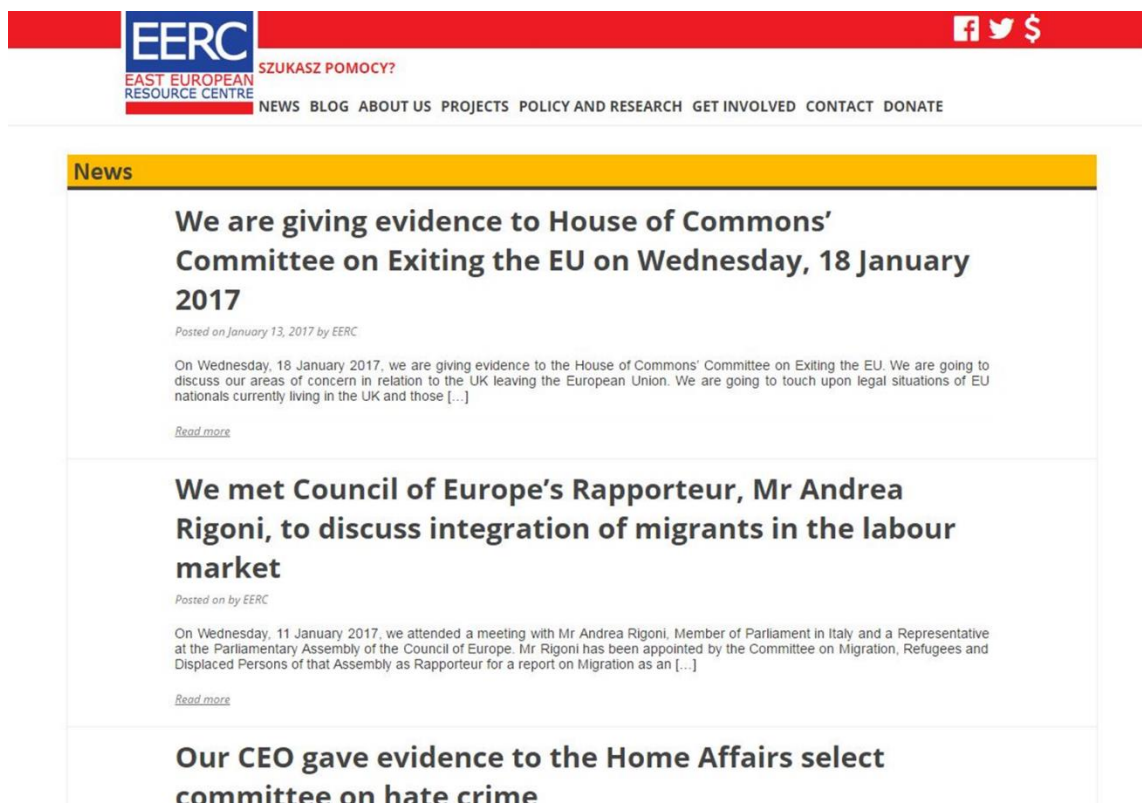 EERC
EAST EUROPEAN
RESOURCE CENTRE
SZUKASZ POMOCY?
NEWS BLOG ABOUT US PROJECTS POLICY AND RESEARCH GET INVOLVED CONTACT DONATE
News
We are giving evidence to House of Commons’
Committee on Exiting the EU on Wednesday, 18 January
2017
Posted on January 13, 2017 by EERC
On Wednesday, 18 January 2017, we are giving evidence to the House of Commons’ Committee on Exiting the EU. We are going to
discuss our areas of concern in relation to the UK leaving the European Union. We are going to touch upon legal situations of EU
nationals currently living in the UK and those […]
Read more
We met Council of Europe’s Rapporteur, Mr Andrea
Rigoni, to discuss integration of migrants in the labour
market
Posted on by EERC
On Wednesday, 11 January 2017, we attended a meeting with Mr Andrea Rigoni, Member of Parliament in Italy and a Representative
at the Parliamentary Assembly of the Council of Europe. Mr Rigoni has been appointed by the Committee on Migration, Refugees and
Displaced Persons of that Assembly as Rapporteur for a report on Migration as an […]
Read more
Our CEO gave evidence to the Home Affairs select
committee on hate crime